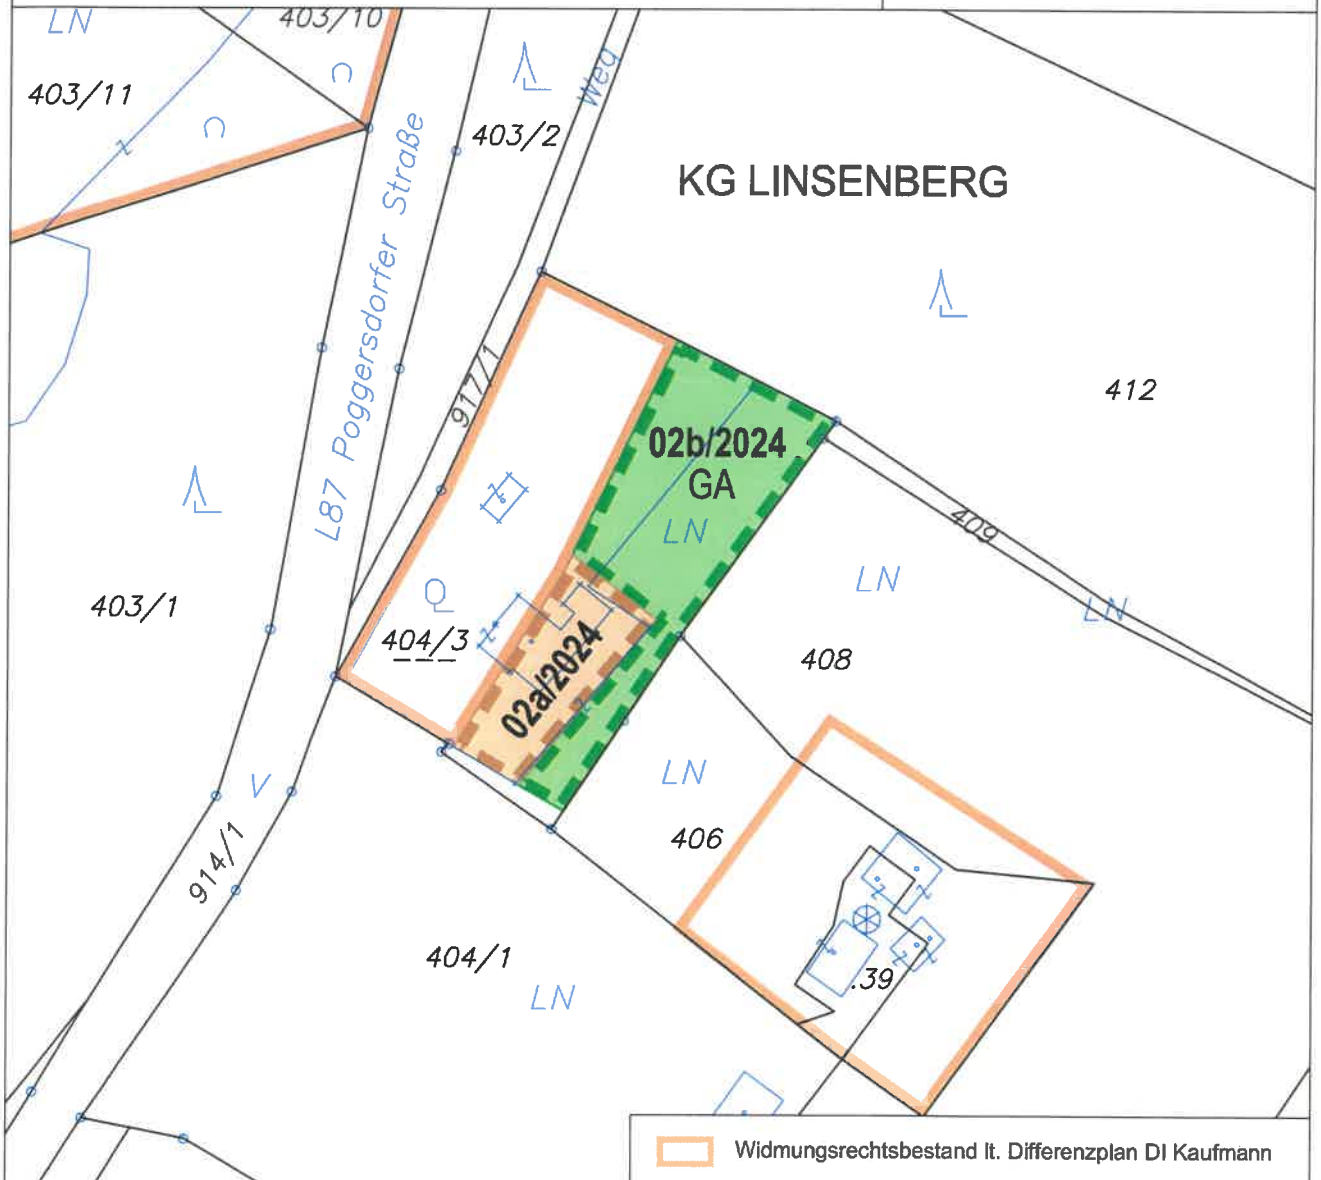 LN
403/10
403/11
403/2
Weg
L87 Poggersdorfer Straße
KG LINSENBERG
917/1
412
02b/2024
GA
LN
409
LN
LN
403/1
404/3
02a/2024
408
V
LN
914/1
406
404/1
LN
.39
Widmungsrechtsbestand lt. Differenzplan DI Kaufmann